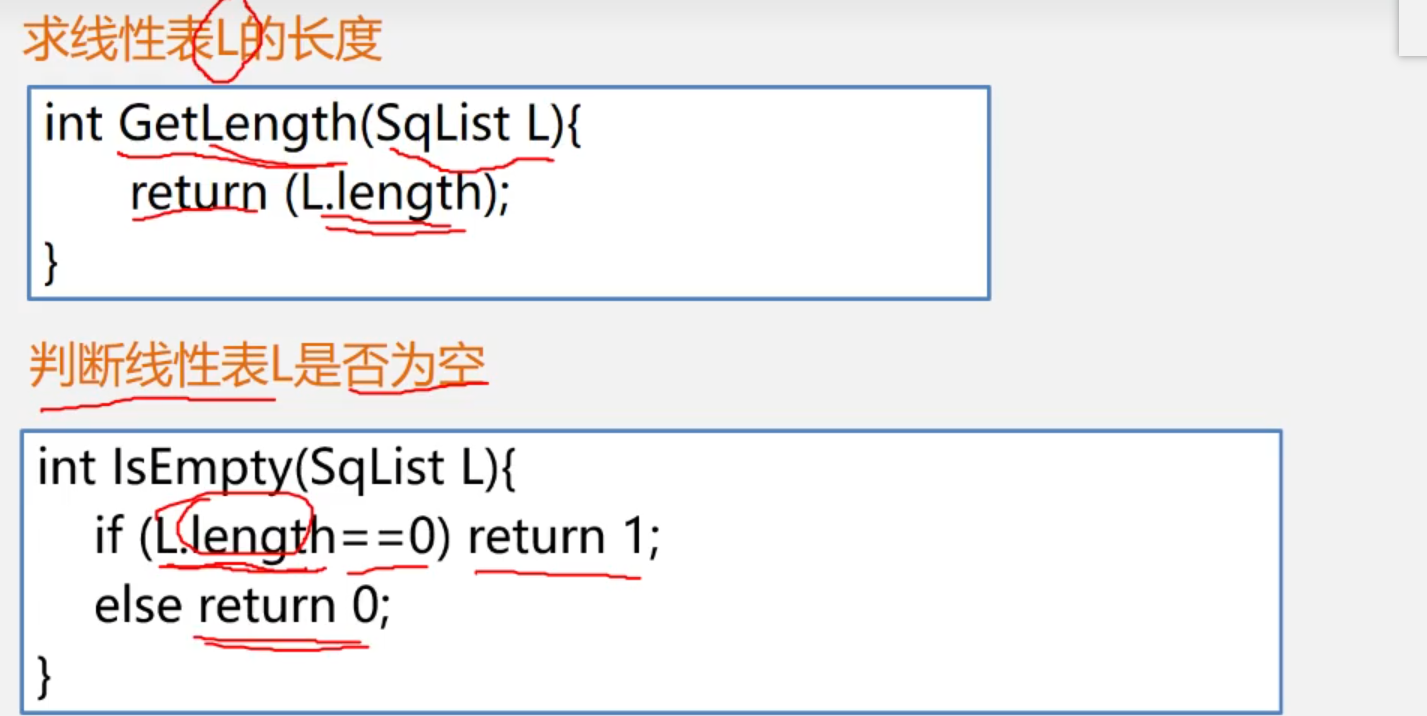 求线性表L的长度
int GetLength(SqList L){
return (L.length);
}
判断线性表L是否为空
int IsEmpty(SqList L){
if (L.length==0) return 1;
else return 0;
}